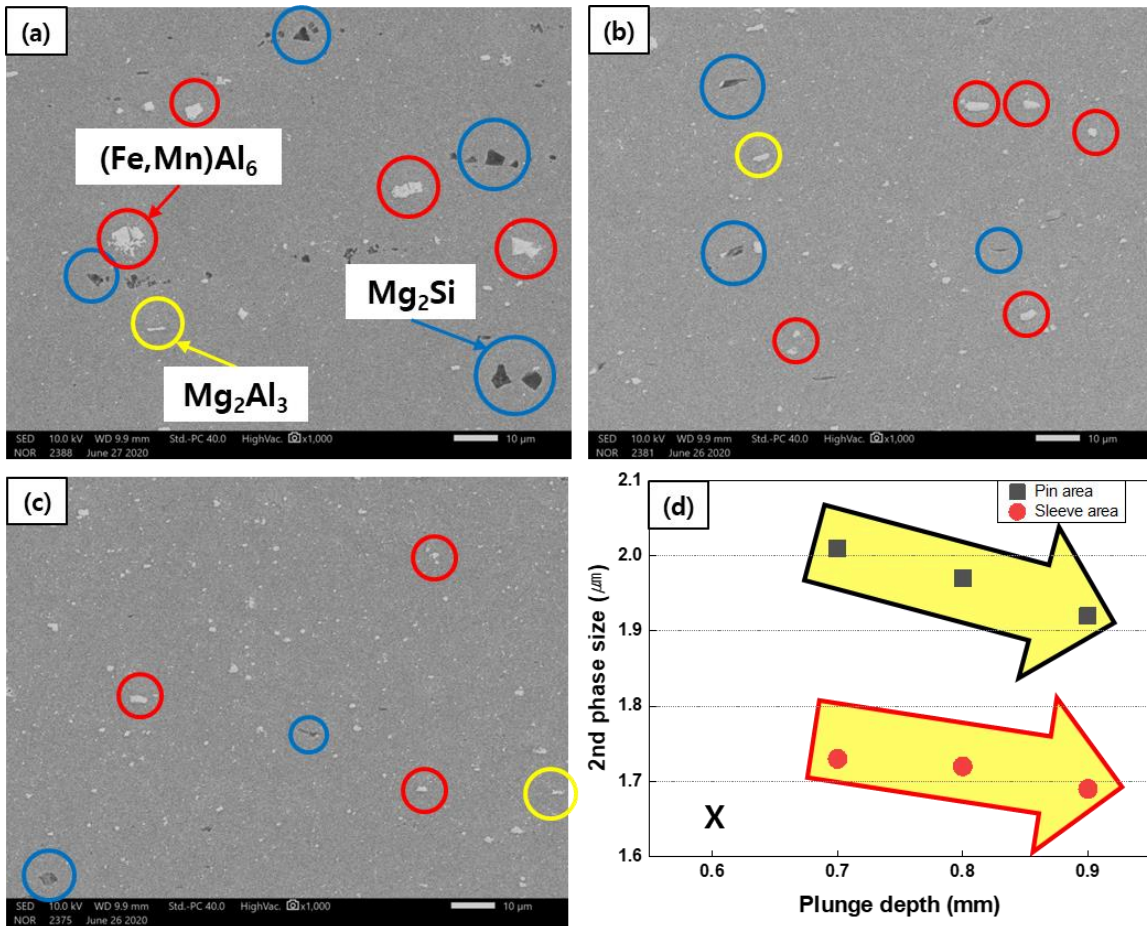 (a)
(Fe,Mn)Al6
Mg2Si
Mg2Al3
SED 10.0 kV WD 9.9 mm Std.-PC 40.0 HighVac. x1,000 10 μm
NOR 2388 June 27 2020
(b)
SED 10.0 kV WD 9.9 mm Std.-PC 40.0 HighVac. x1,000 10 μm
NOR 2381 June 26 2020
(c)
SED 10.0 kV WD 9.9 mm Std.-PC 40.0 HighVac. x1,000 10 μm
NOR 2375 June 26 2020
(d)
Pin area
Sleeve area
2nd phase size (㎛)
2.1
2.0
1.9
1.8
1.7
1.6
X
0.6 0.7 0.8 0.9
Plunge depth (mm)